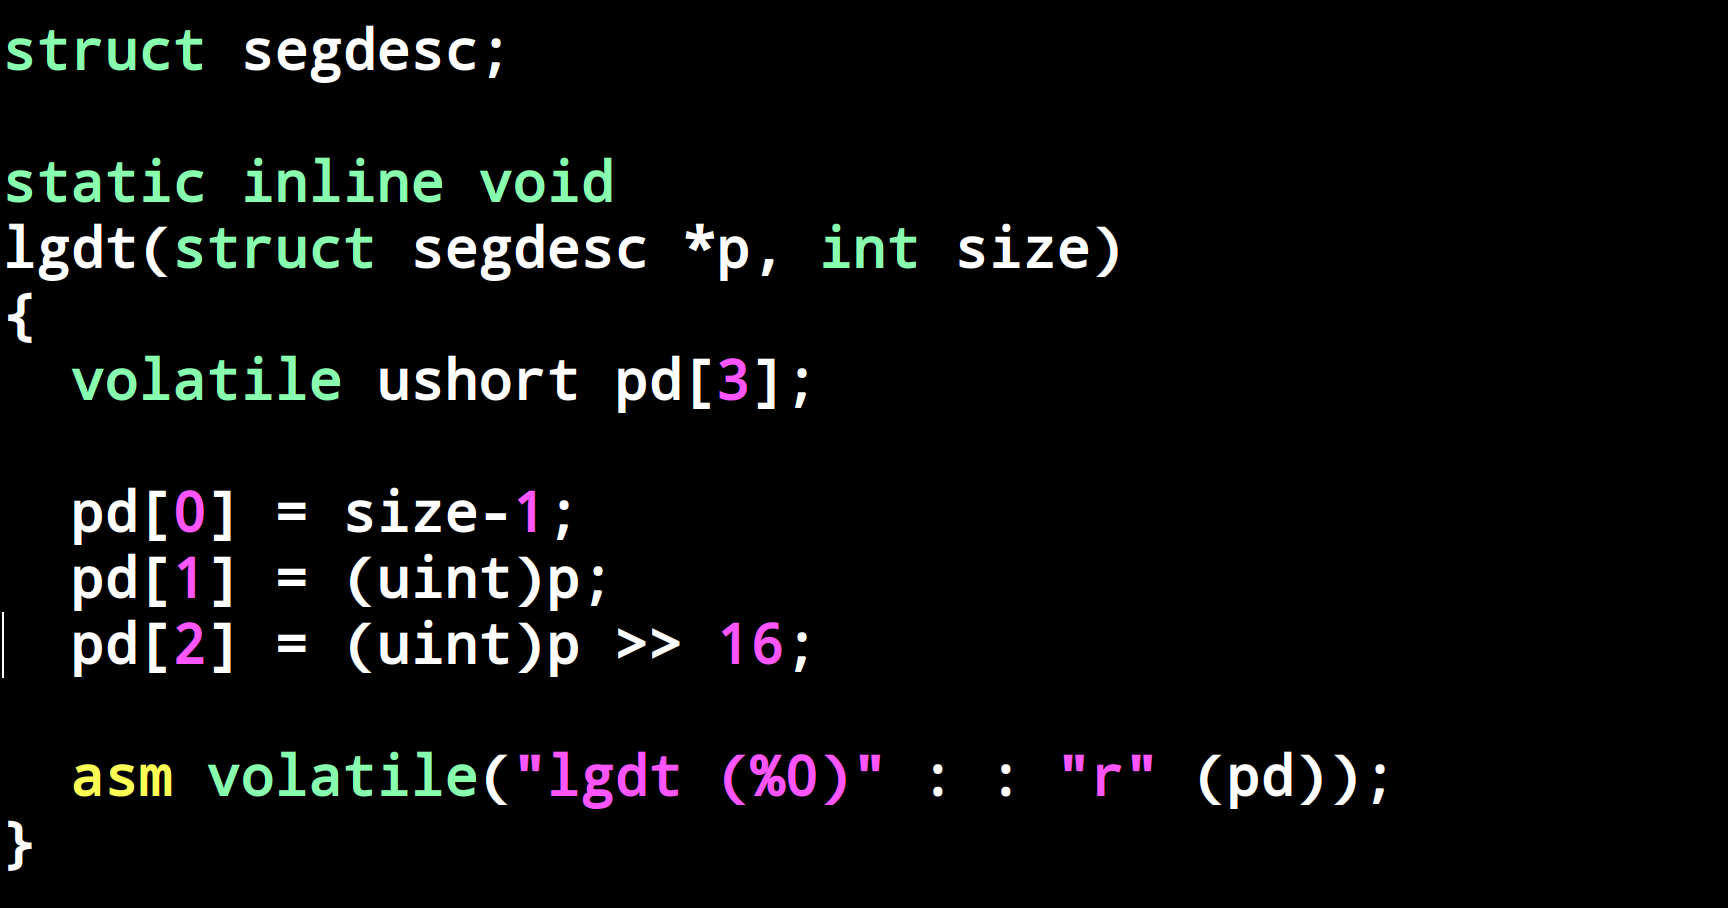 struct segdesc;
static inline void
lgdt(struct segdesc *p, int size)
{
  volatile ushort pd[3];
  pd[0] = size-1;
  pd[1] = (uint)p;
  pd[2] = (uint)p >> 16;
  asm volatile("lgdt (%0)" : : "r" (pd));
}